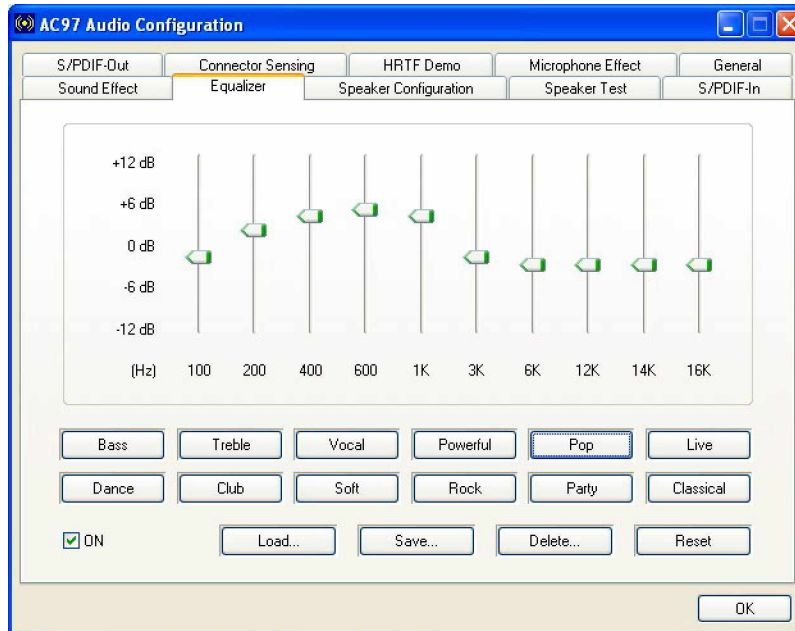 AC97 Audio Configuration
S/PDIF-Out Connector Sensing HRTF Demo Microphone Effect General
Sound Effect Equalizer Speaker Configuration Speaker Test S/PDIF-In
+12 dB
+6 dB
0 dB
-6 dB
-12 dB
(Hz) 100 200 400 600 1K 3K 6K 12K 14K 16K
Bass Treble Vocal Powerful Pop Live
Dance Club Soft Rock Party Classical
ON Load... Save... Delete... Reset
OK